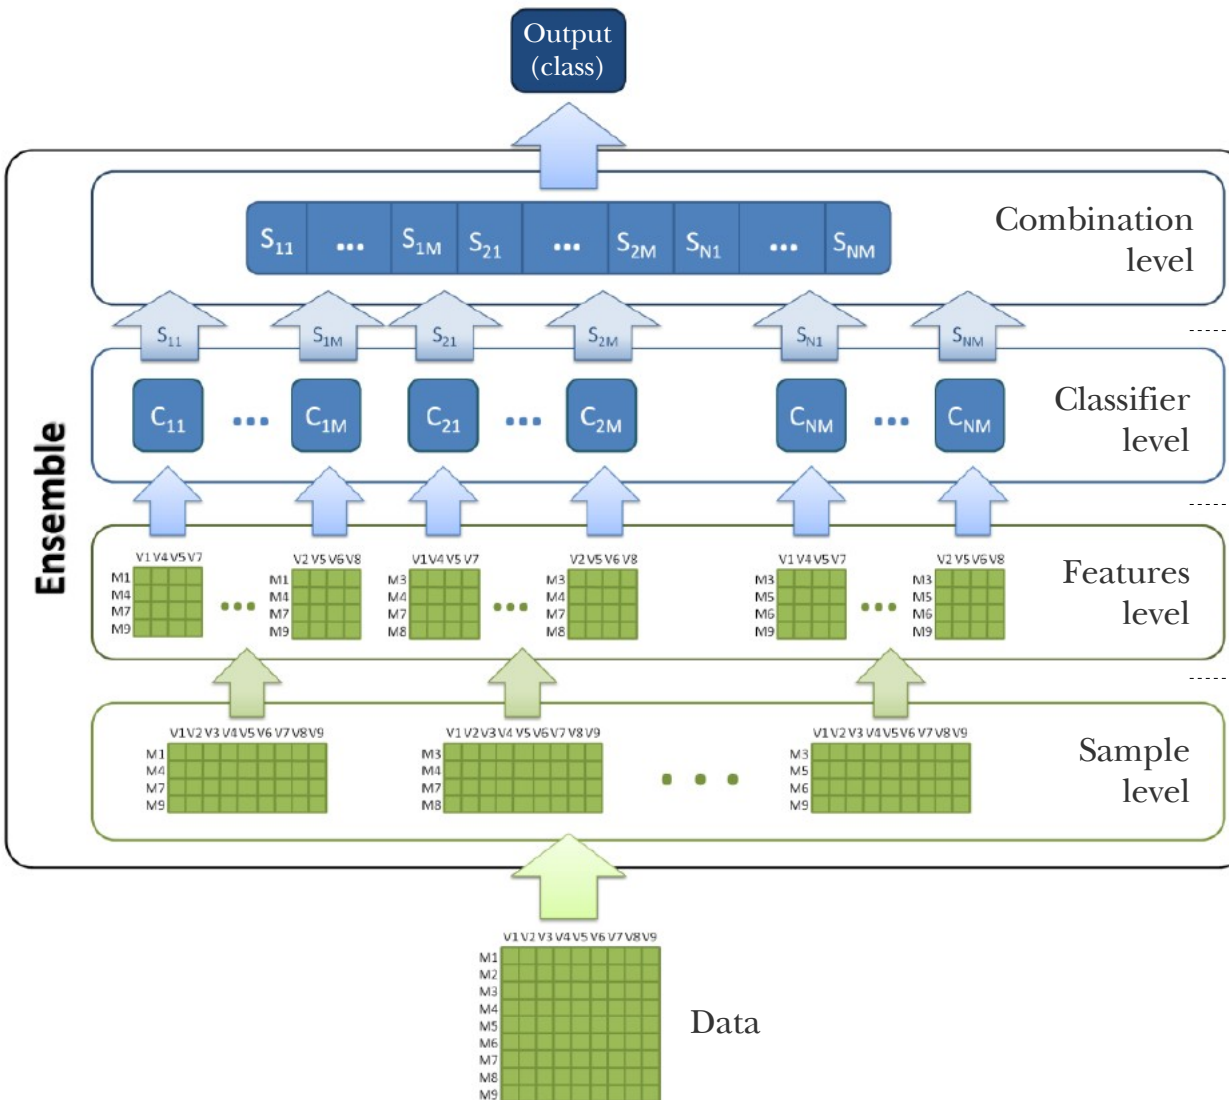 Output
(class)
Ensemble
S11 ... S1M S21 ... S2M SN1 ... SNM
Combination
level
S11 S1M S21 S2M SN1 SNM
C11 ... C1M C21 ... C2M CNM ... CNM
Classifier
level
V1 V4 V5 V7
M1
M4
M7
M9
...
V2 V5 V6 V8
M1
M4
M7
M9
V1 V4 V5 V7
M3
M4
M7
M8
...
V2 V5 V6 V8
M3
M4
M7
M8
V1 V4 V5 V7
M3
M5
M6
M9
...
V2 V5 V6 V8
M3
M5
M6
M9
Features
level
V1 V2 V3 V4 V5 V6 V7 V8 V9
M1
M4
M7
M9
V1 V2 V3 V4 V5 V6 V7 V8 V9
M3
M4
M7
M8
. . .
V1 V2 V3 V4 V5 V6 V7 V8 V9
M3
M5
M6
M9
Sample
level
V1 V2 V3 V4 V5 V6 V7 V8 V9
M1
M2
M3
M4
M5
M6
M7
M8
M9
Data